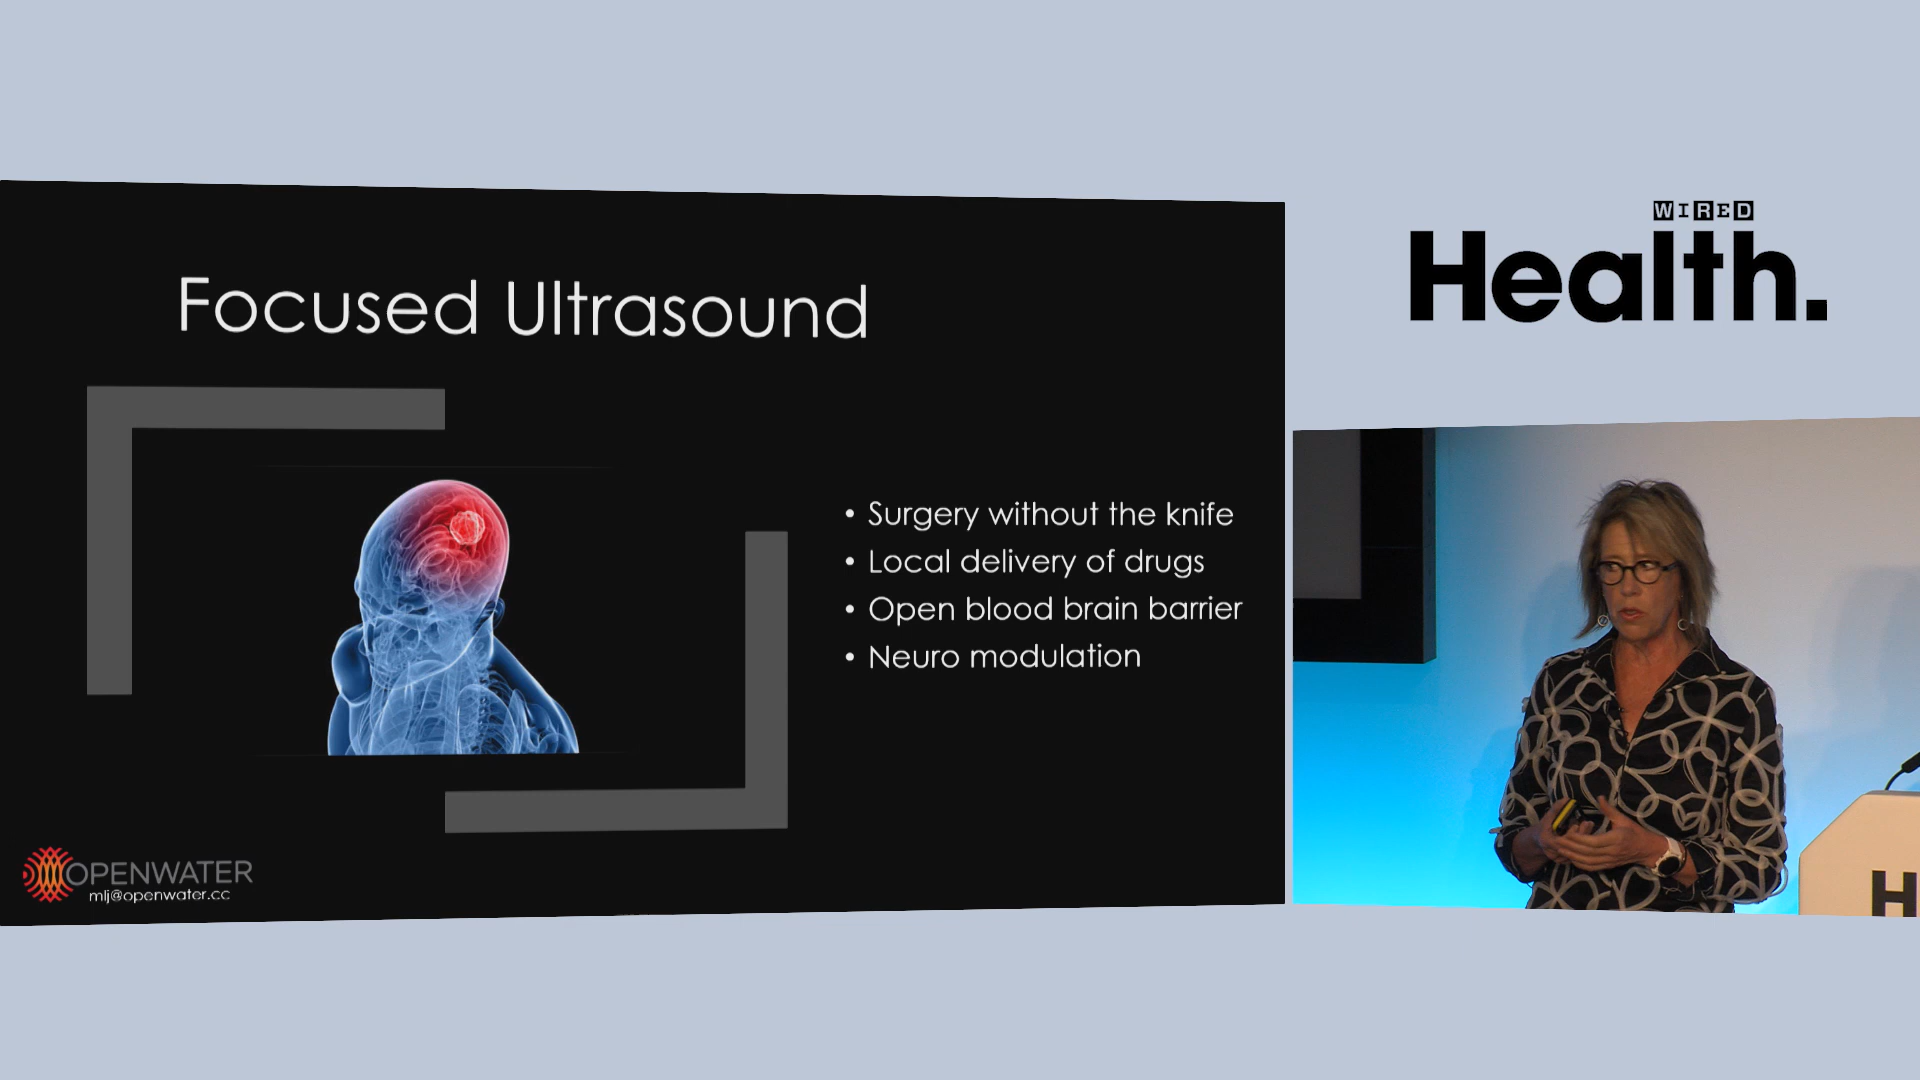 Focused Ultrasound
• Surgery without the knife
• Local delivery of drugs
• Open blood brain barrier
• Neuro modulation
OPENWATER
mlj@openwater.cc
WIRED
Health.
H